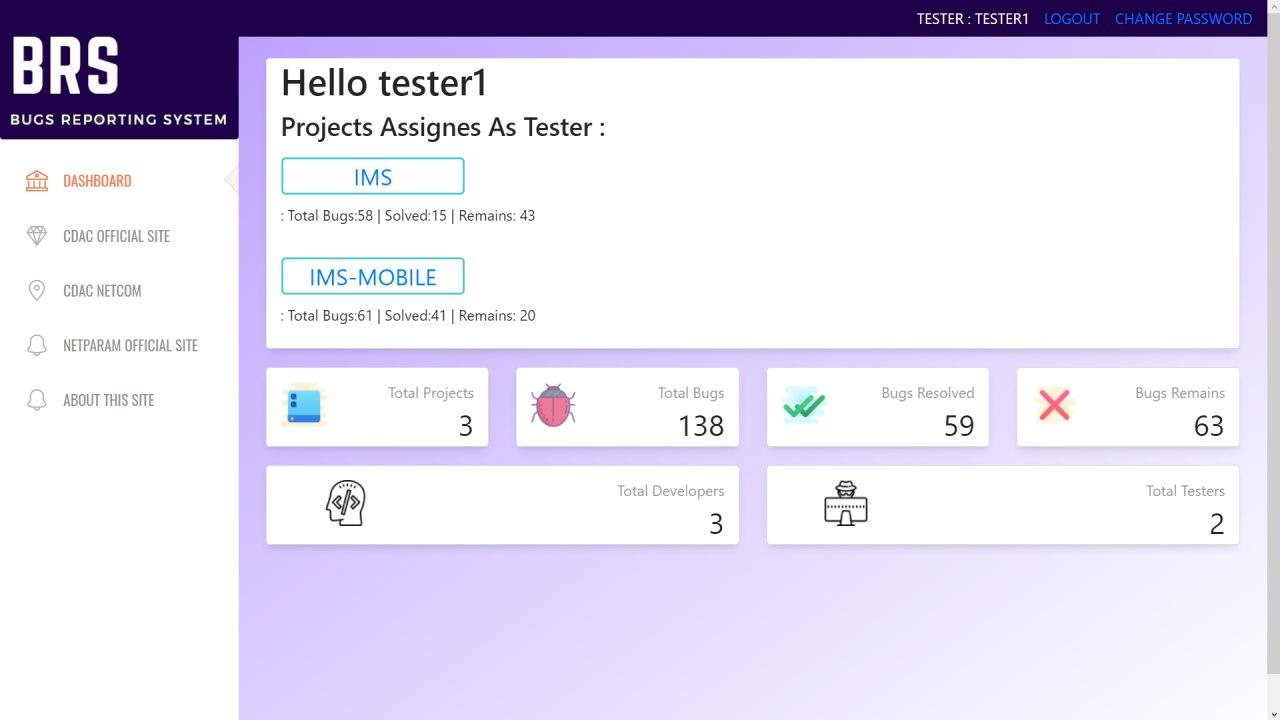 TESTER : TESTER1 LOGOUT CHANGE PASSWORD
BRS
BUGS REPORTING SYSTEM
DASHBOARD
CDAC OFFICIAL SITE
CDAC NETCOM
NETPARAM OFFICIAL SITE
ABOUT THIS SITE
Hello tester1
Projects Assignes As Tester :
IMS
: Total Bugs:58 | Solved:15 | Remains: 43
IMS-MOBILE
: Total Bugs:61 | Solved:41 | Remains: 20
Total Projects
3
Total Bugs
138
Bugs Resolved
59
Bugs Remains
63
Total Developers
3
Total Testers
2